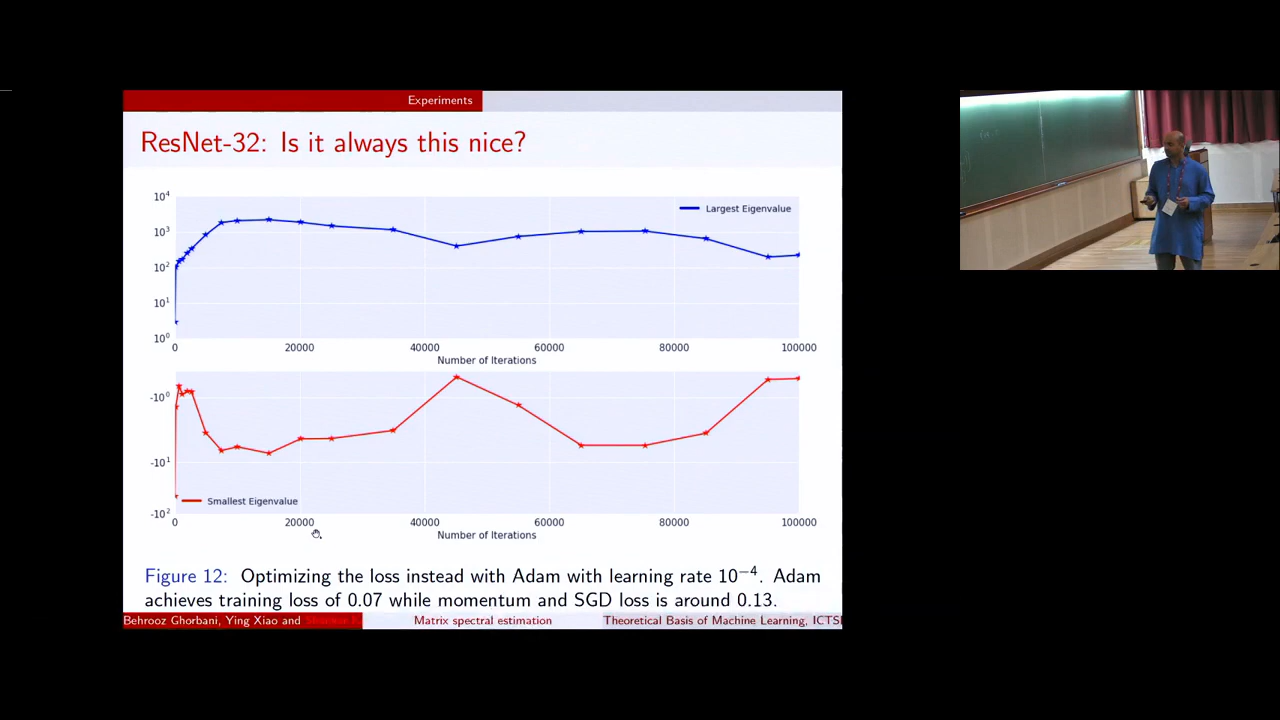 Experiments
ResNet-32: Is it always this nice?
10⁴
10³
10²
10¹
10⁰
Largest Eigenvalue
0 20000 40000 60000 80000 100000
Number of Iterations
-10⁰
-10¹
-10²
Smallest Eigenvalue
0 20000 40000 60000 80000 100000
Number of Iterations
Figure 12: Optimizing the loss instead with Adam with learning rate 10⁻⁴. Adam
achieves training loss of 0.07 while momentum and SGD loss is around 0.13.
Behrooz Ghorbani, Ying Xiao and
Matrix spectral estimation
Theoretical Basis of Machine Learning, ICTS